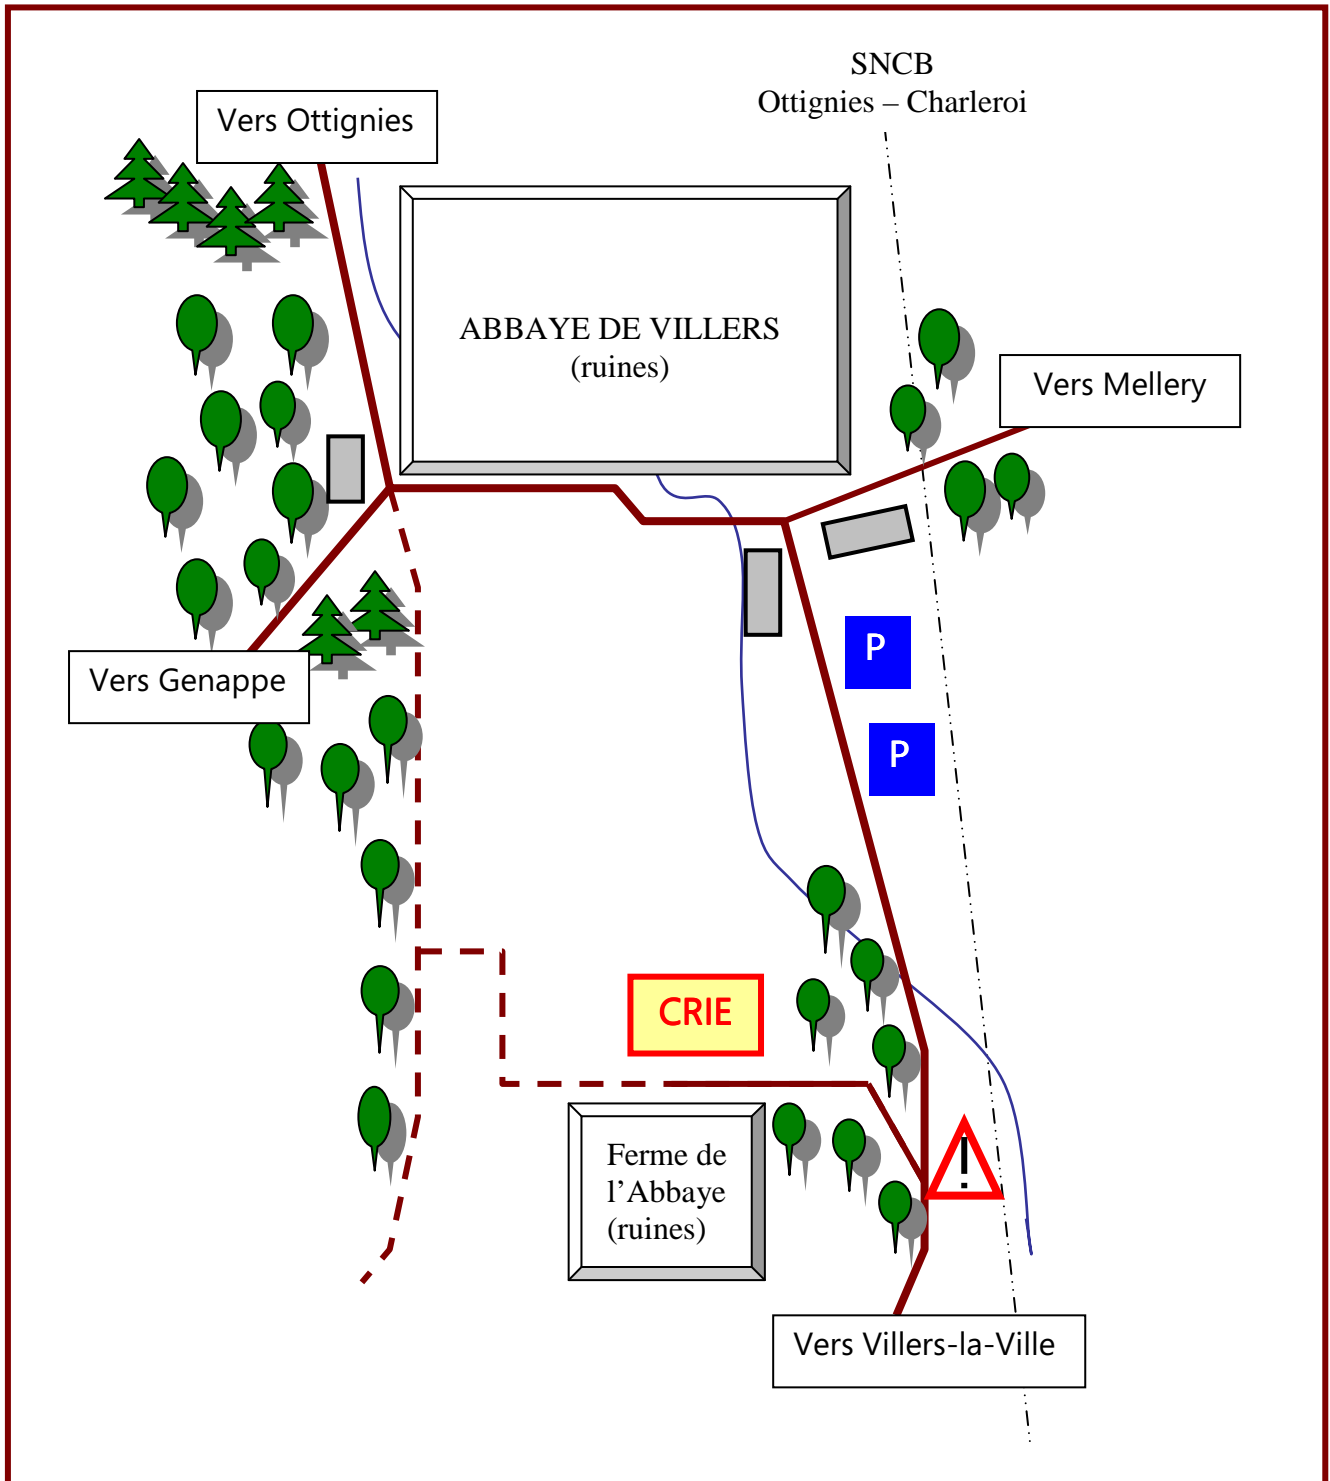 SNCB
Ottignies – Charleroi
Vers Ottignies
ABBAYE DE VILLERS
(ruines)
Vers Mellery
P
Vers Genappe
P
CRIE
Ferme de
l’Abbaye
(ruines)
!
Vers Villers-la-Ville